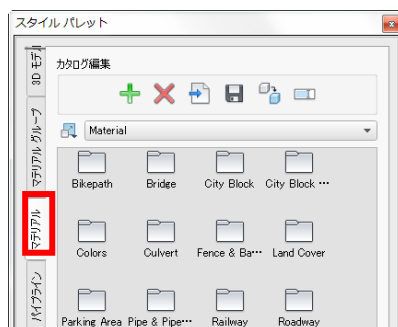 スタイル パレット
3D モデル
マテリアル グループ
マテリアル
パイプライン
カタログ編集
Material
Bikepath Bridge City Block City Block ...
Colors Culvert Fence & Ba... Land Cover
Parking Area Pipe & Pipe... Railway Roadway